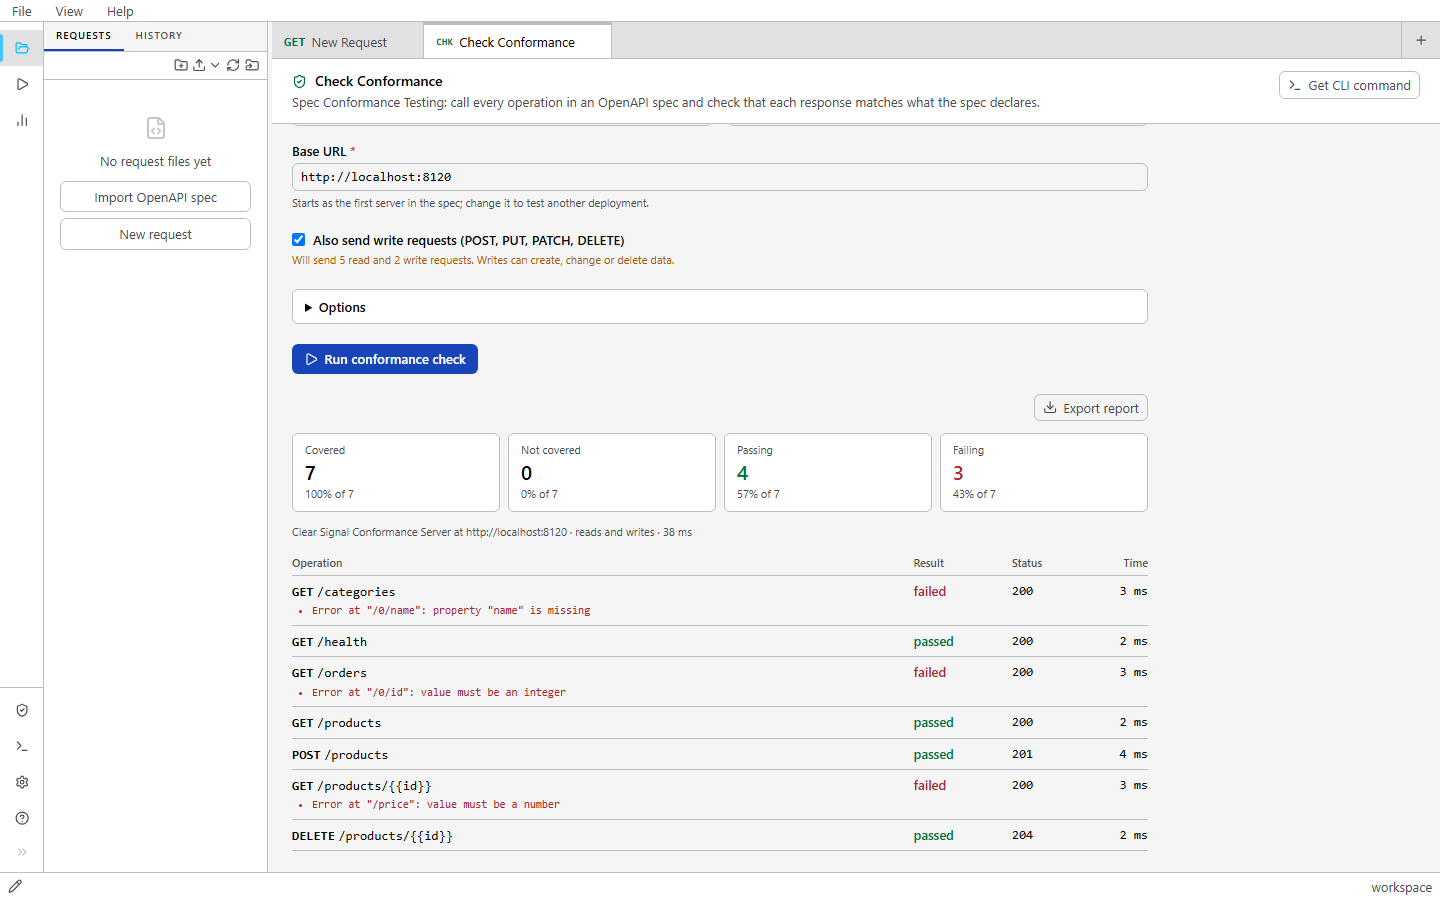 File View Help
REQUESTS HISTORY
No request files yet
Import OpenAPI spec
New request
GET New Request
CHK Check Conformance
Check Conformance
Spec Conformance Testing: call every operation in an OpenAPI spec and check that each response matches what the spec declares.
Get CLI command
Base URL *
http://localhost:8120
Starts as the first server in the spec; change it to test another deployment.
Also send write requests (POST, PUT, PATCH, DELETE)
Will send 5 read and 2 write requests. Writes can create, change or delete data.
Options
Run conformance check
Export report
Covered
7
100% of 7
Not covered
0
0% of 7
Passing
4
57% of 7
Failing
3
43% of 7
Clear Signal Conformance Server at http://localhost:8120 · reads and writes · 38 ms
Operation Result Status Time
GET /categories failed 200 3 ms
• Error at "/0/name": property "name" is missing
GET /health passed 200 2 ms
GET /orders failed 200 3 ms
• Error at "/0/id": value must be an integer
GET /products passed 200 2 ms
POST /products passed 201 4 ms
GET /products/{{id}} failed 200 3 ms
• Error at "/price": value must be a number
DELETE /products/{{id}} passed 204 2 ms
workspace